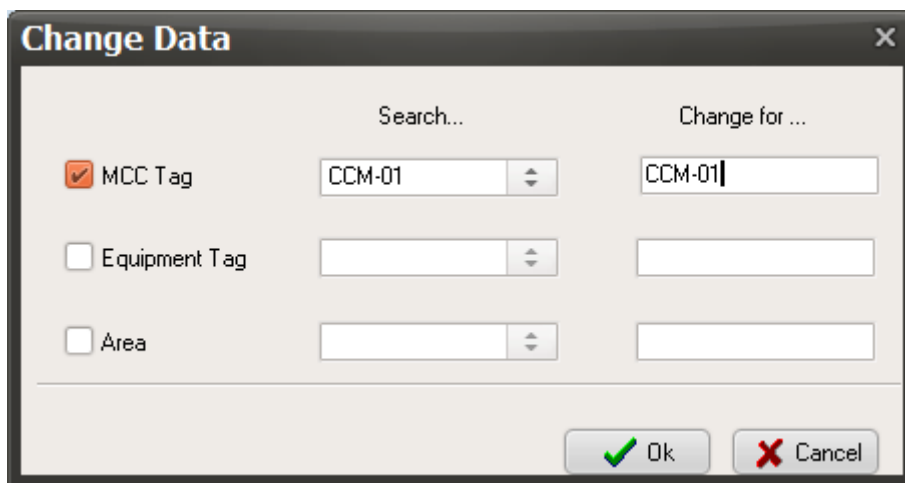 Change Data
Search... Change for ...
MCC Tag CCM-01 CCM-01
Equipment Tag
Area
Ok Cancel